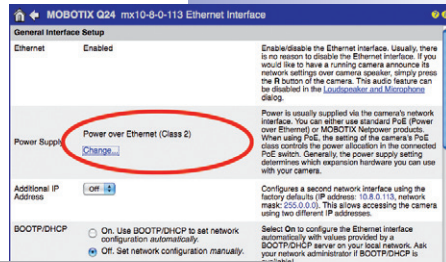 MOBOTIX Q24 mx10-8-0-113 Ethernet Interface
General Interface Setup
Ethernet
Enabled
Enable/disable the Ethernet interface. Usually, there
is no reason to disable the Ethernet interface. If you
would like to have a running camera announce its
network settings over camera speaker, simply press
the R button of the camera. This audio feature can
be disabled in the Loudspeaker and Microphone
dialog.
Power Supply
Power over Ethernet (Class 2)
Change...
Power is usually supplied via the camera's network
interface. You can either use standard PoE (Power
over Ethernet) or MOBOTIX Netpower products.
When using PoE, the setting of the camera's PoE
class controls the power allocation in the connected
PoE switch. Generally, the power supply setting
determines which expansion hardware you can use
with your camera.
Additional IP
Address
Off
Configures a second network interface using the
factory defaults (IP address: 10.8.0.113, network
mask: 255.0.0.0). This allows accessing the camera
using two different IP addresses.
BOOTP/DHCP
On. Use BOOTP/DHCP to set network
configuration automatically.
Off. Set network configuration manually.
Select On to configure the Ethernet interface
automatically with values provided by a
BOOTP/DHCP server on your local network. Ask
your network administrator if BOOTP/DHCP is